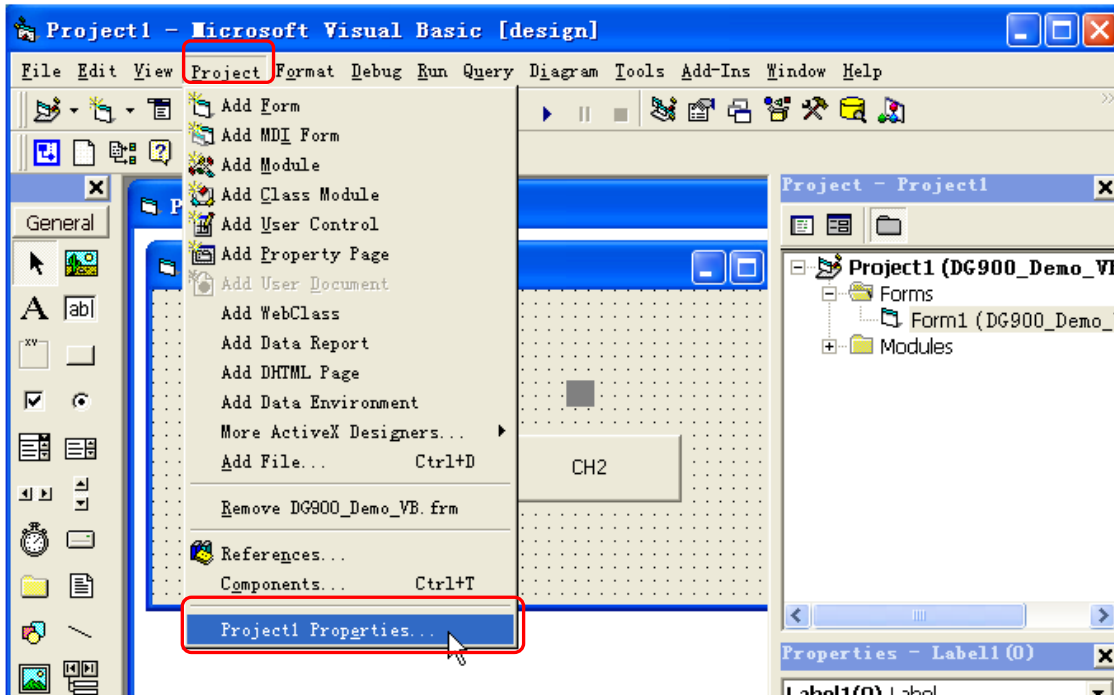 Project1 - Microsoft Visual Basic [design]
File Edit View Project Format Debug Run Query Diagram Tools Add-Ins Window Help
General
A ab|
XV
Add Form
Add MDI Form
Add Module
Add Class Module
Add User Control
Add Property Page
Add User Document
Add WebClass
Add Data Report
Add DHTML Page
Add Data Environment
More ActiveX Designers...
Add File... Ctrl+D
Remove DG900_Demo_VB.frm
References...
Components... Ctrl+T
Project1 Properties...
P
CH2
Project - Project1
Project1 (DG900_Demo_VB
Forms
Form1 (DG900_Demo_
Modules
Properties - Label1(0)
Label1(0) Label